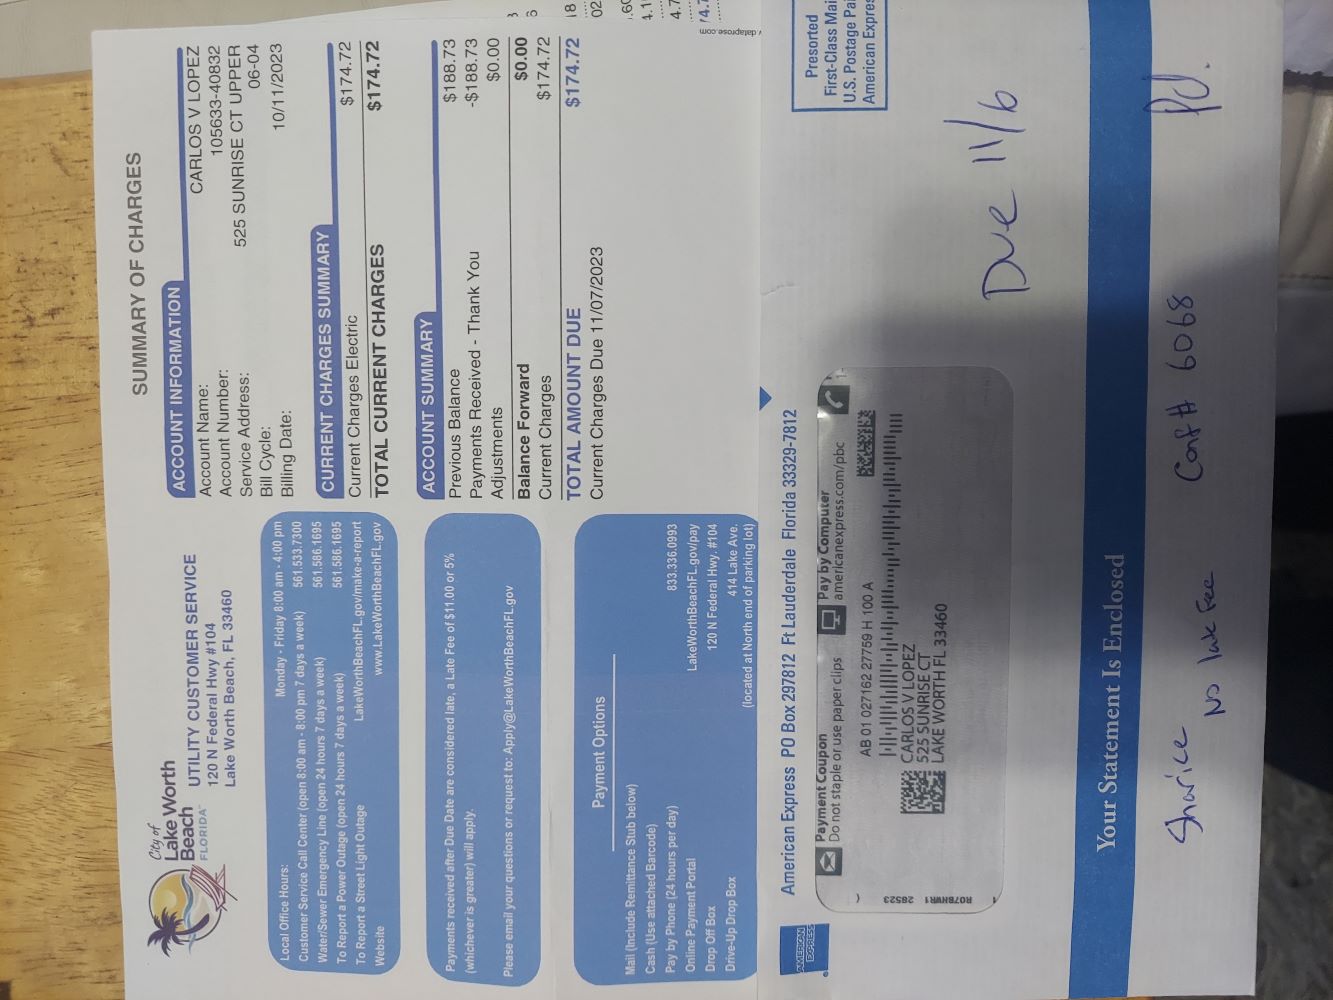 City of
Lake Worth
Beach
FLORIDA
UTILITY CUSTOMER SERVICE
120 N Federal Hwy #104
Lake Worth Beach, FL 33460
Local Office Hours: Monday - Friday 8:00 am - 4:00 pm
Customer Service Call Center (open 8:00 am - 8:00 pm 7 days a week) 561.533.7300
Water/Sewer Emergency Line (open 24 hours 7 days a week) 561.586.1695
To Report a Power Outage (open 24 hours 7 days a week) 561.586.1695
To Report a Street Light Outage LakeWorthBeachFL.gov/make-a-report
Website www.LakeWorthBeachFL.gov
Payments received after Due Date are considered late, a Late Fee of $11.00 or 5%
(whichever is greater) will apply.
Please email your questions or request to: Apply@LakeWorthBeachFL.gov
Payment Options
Mail (Include Remittance Stub below)
Cash (Use attached Barcode)
Pay by Phone (24 hours per day) 833.336.0993
Online Payment Portal LakeWorthBeachFL.gov/pay
Drop Off Box 120 N Federal Hwy. #104
Drive-Up Drop Box 414 Lake Ave.
(located at North end of parking lot)
SUMMARY OF CHARGES
ACCOUNT INFORMATION
Account Name: CARLOS V LOPEZ
Account Number: 105633-40832
Service Address: 525 SUNRISE CT UPPER
Bill Cycle: 06-04
Billing Date: 10/11/2023
CURRENT CHARGES SUMMARY
Current Charges Electric $174.72
TOTAL CURRENT CHARGES $174.72
ACCOUNT SUMMARY
Previous Balance $188.73
Payments Received - Thank You -$188.73
Adjustments $0.00
Balance Forward $0.00
Current Charges $174.72
TOTAL AMOUNT DUE $174.72
Current Charges Due 11/07/2023
.dataprose.com
AMERICAN
EXPRESS
American Express PO Box 297812 Ft Lauderdale Florida 33329-7812
Payment Coupon
Do not staple or use paper clips
Pay by Computer
americanexpress.com/pbc
AB 01 027162 27759 H 100 A
CARLOS V LOPEZ
525 SUNRISE CT
LAKE WORTH FL 33460
R07BNWR1 28523
Presorted
First-Class Mai
U.S. Postage Pai
American Expres
Due 11/6
Your Statement Is Enclosed
Sharice
No late Fee
Conf # 6068
Pd.